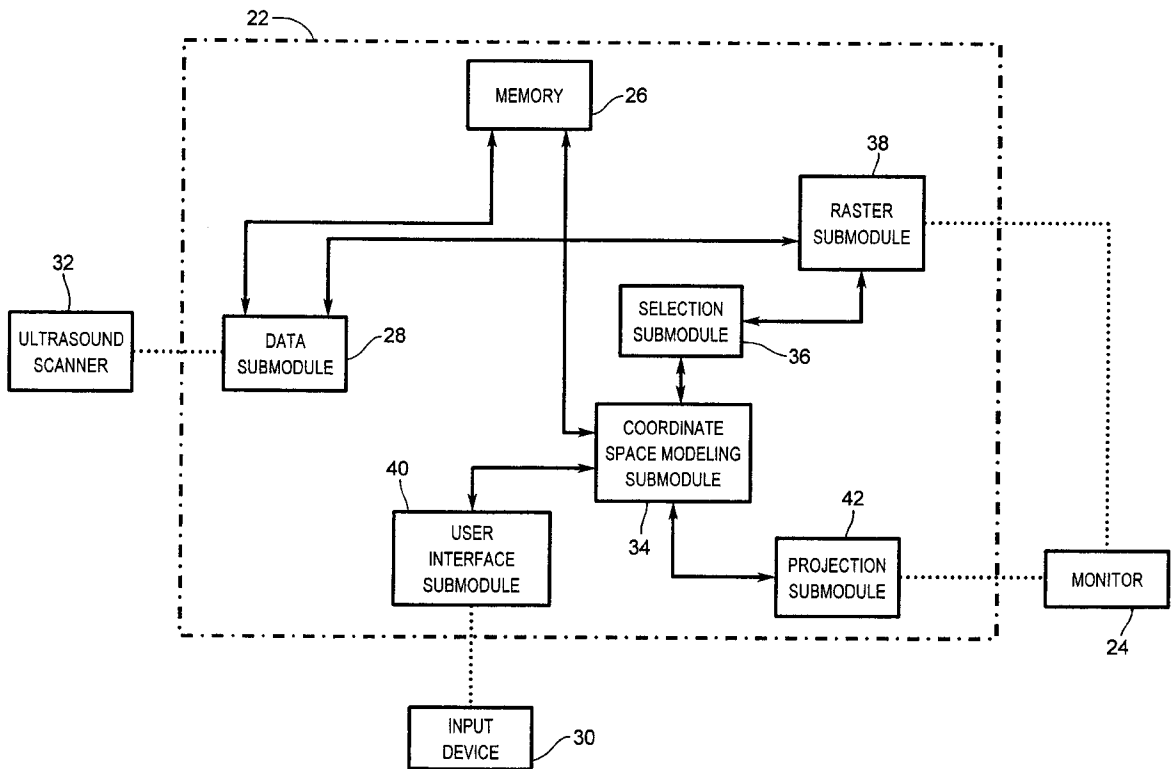 22
MEMORY
26
38
RASTER
SUBMODULE
32
ULTRASOUND
SCANNER
DATA
SUBMODULE
28
SELECTION
SUBMODULE
36
COORDINATE
SPACE MODELING
SUBMODULE
34
40
USER
INTERFACE
SUBMODULE
42
PROJECTION
SUBMODULE
MONITOR
24
INPUT
DEVICE
30